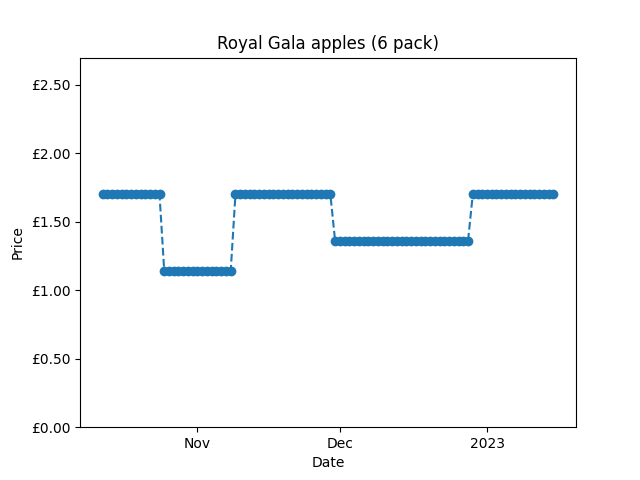 Royal Gala apples (6 pack)
£2.50
£2.00
£1.50
£1.00
£0.50
£0.00
Price
Nov Dec 2023
Date